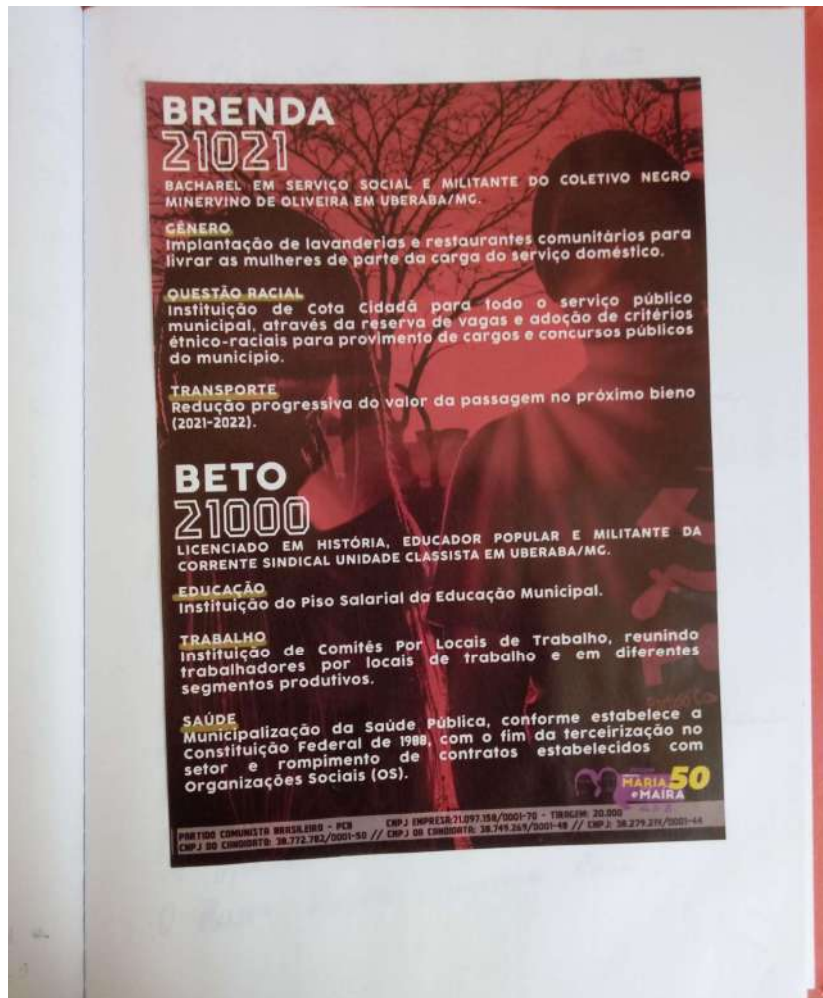 BRENDA
21021
BACHAREL EM SERVIÇO SOCIAL E MILITANTE DO COLETIVO NEGRO
MINERVINO DE OLIVEIRA EM UBERABA/MG.
GÊNERO
Implantação de lavanderias e restaurantes comunitários para
livrar as mulheres de parte da carga do serviço doméstico.
QUESTÃO RACIAL
Instituição de Cota Cidadã para todo o serviço público
municipal, através da reserva de vagas e adoção de critérios
étnico-raciais para provimento de cargos e concursos públicos
do município.
TRANSPORTE
Redução progressiva do valor da passagem no próximo bieno
(2021-2022).
BETO
21000
LICENCIADO EM HISTÓRIA, EDUCADOR POPULAR E MILITANTE DA
CORRENTE SINDICAL UNIDADE CLASSISTA EM UBERABA/MG.
EDUCAÇÃO
Instituição do Piso Salarial da Educação Municipal.
TRABALHO
Instituição de Comitês Por Locais de Trabalho, reunindo
trabalhadores por locais de trabalho e em diferentes
segmentos produtivos.
SAÚDE
Municipalização da Saúde Pública, conforme estabelece a
Constituição Federal de 1988, com o fim da terceirização no
setor e rompimento de contratos estabelecidos com
Organizações Sociais (OS).
MARIA 50
e MAIRA
PARTIDO COMUNISTA BRASILEIRO - PCB CNPJ EMPRESA:71.097.158/0001-70 - TIRAGEM: 20.000
CNPJ DO CANDIDATO: 38.772.782/0001-50 // CNPJ DA CANDIDATA: 38.749.269/0001-48 // CNPJ: